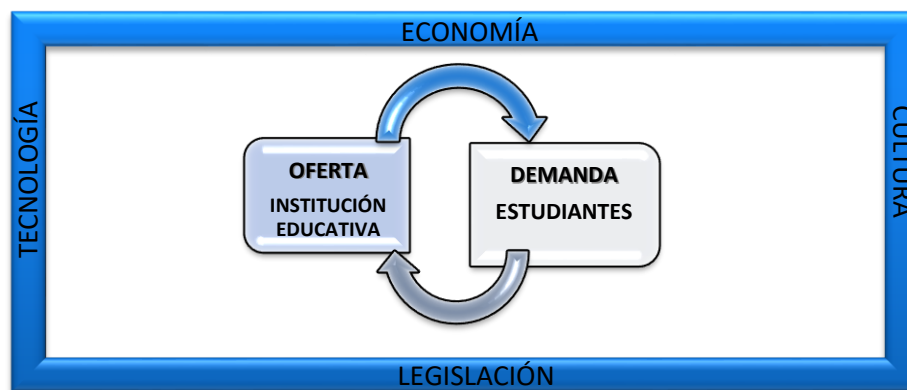 ECONOMÍA
TECNOLOGÍA
OFERTA
INSTITUCIÓN
EDUCATIVA
DEMANDA
ESTUDIANTES
CULTURA
LEGISLACIÓN